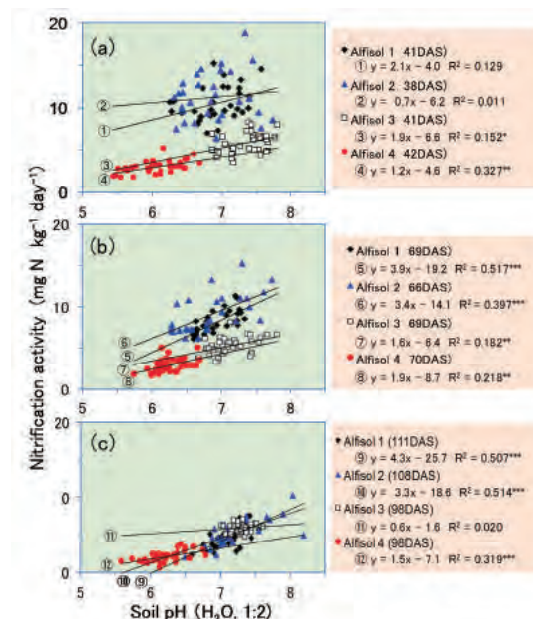 Nitrification activity (mg N kg⁻¹ day⁻¹)
(a)
20
15
10
5
0
5
6
7
8
②
①
③
④
Alfisol 1 41DAS)
① y = 2.1x − 4.0 R² = 0.129
Alfisol 2 38DAS)
② y = 0.7x − 6.2 R² = 0.011
Alfisol 3 41DAS)
③ y = 1.9x − 6.6 R² = 0.152*
Alfisol 4 42DAS)
④ y = 1.2x − 4.6 R² = 0.327**
(b)
20
15
10
5
0
5
6
7
8
⑥
⑤
⑦
⑧
Alfisol 1 69DAS)
⑤ y = 3.9x − 19.2 R² = 0.517***
Alfisol 2 66DAS)
⑥ y = 3.4x − 14.1 R² = 0.397***
Alfisol 3 69DAS)
⑦ y = 1.6x − 6.4 R² = 0.182**
Alfisol 4 70DAS)
⑧ y = 1.9x − 8.7 R² = 0.218**
(c)
20
0
0
0
5
6
7
8
⑪
⑫
⑩ ⑨
Alfisol 1 (111DAS)
⑨ y = 4.3x − 25.7 R² = 0.507***
Alfisol 2 (108DAS)
⑩ y = 3.3x − 18.6 R² = 0.514***
Alfisol 3 (98DAS)
⑪ y = 0.6x − 1.6 R² = 0.020
Alfisol 4 (96DAS)
⑫ y = 1.5x − 7.1 R² = 0.319***
Soil pH (H₂O, 1:2)